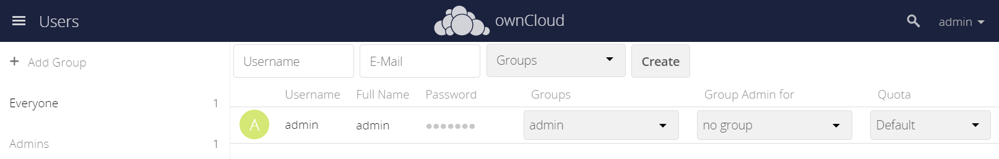 Users ownCloud admin
+ Add Group Username E-Mail Groups Create
Username Full Name Password Groups Group Admin for Quota
Everyone 1
A admin admin ●●●●●●● admin no group Default
Admins 1